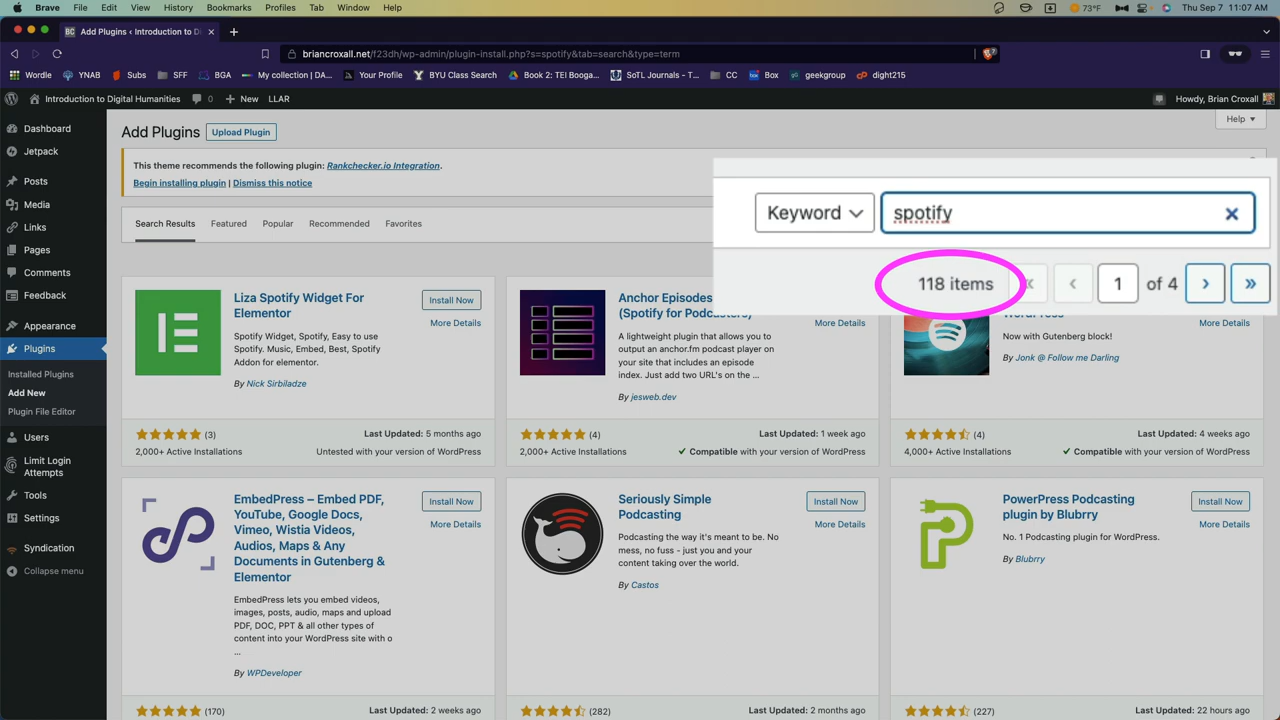 Brave File Edit View History Bookmarks Profiles Tab Window Help 73°F Thu Sep 7 11:07 AM
BC Add Plugins ‹ Introduction to Di
briancroxall.net/f23dh/wp-admin/plugin-install.php?s=spotify&tab=search&type=term
Wordle YNAB Subs SFF BGA My collection | DA... Your Profile BYU Class Search Book 2: TEI Booga... SoTL Journals - T... CC Box geekgroup dight215
Introduction to Digital Humanities 0 New LLAR Howdy, Brian Croxall
Dashboard
Jetpack
Posts
Media
Links
Pages
Comments
Feedback
Appearance
Plugins
Installed Plugins
Add New
Plugin File Editor
Users
Limit Login
Attempts
Tools
Settings
Syndication
Collapse menu
Add Plugins Upload Plugin Help
This theme recommends the following plugin: Rankchecker.io Integration.
Begin installing plugin | Dismiss this notice
Keyword spotify
Search Results Featured Popular Recommended Favorites
118 items 1 of 4
Liza Spotify Widget For
Elementor
Install Now
More Details
Spotify Widget, Spotify, Easy to use
Spotify. Music, Embed, Best, Spotify
Addon for elementor.
By Nick Sirbiladze
(3)
2,000+ Active Installations
Last Updated: 5 months ago
Untested with your version of WordPress
Anchor Episodes
(Spotify for Podcasters)
More Details
A lightweight plugin that allows you to
output an anchor.fm podcast player on
your site that includes an episode
index. Just add two URL's on the ...
By jesweb.dev
(4)
2,000+ Active Installations
Last Updated: 1 week ago
Compatible with your version of WordPress
WordPress
More Details
Now with Gutenberg block!
By Jonk @ Follow me Darling
(4)
4,000+ Active Installations
Last Updated: 4 weeks ago
Compatible with your version of WordPress
EmbedPress – Embed PDF,
YouTube, Google Docs,
Vimeo, Wistia Videos,
Audios, Maps & Any
Documents in Gutenberg &
Elementor
Install Now
More Details
EmbedPress lets you embed videos,
images, posts, audio, maps and upload
PDF, DOC, PPT & all other types of
content into your WordPress site with o
...
By WPDeveloper
(170)
Last Updated: 2 weeks ago
Seriously Simple
Podcasting
Install Now
More Details
Podcasting the way it's meant to be. No
mess, no fuss - just you and your
content taking over the world.
By Castos
(282)
Last Updated: 2 months ago
PowerPress Podcasting
plugin by Blubrry
Install Now
More Details
No. 1 Podcasting plugin for WordPress.
By Blubrry
(227)
Last Updated: 22 hours ago